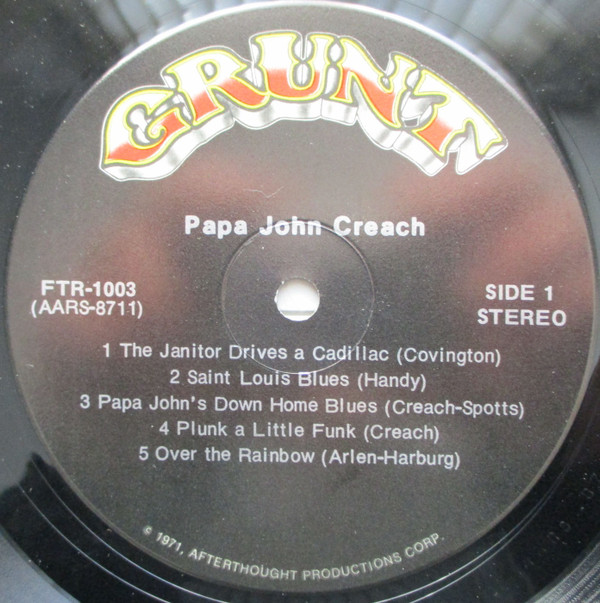 GRUNT
Papa John Creach
FTR-1003
(AARS-8711)
SIDE 1
STEREO
1 The Janitor Drives a Cadillac (Covington)
2 Saint Louis Blues (Handy)
3 Papa John's Down Home Blues (Creach-Spotts)
4 Plunk a Little Funk (Creach)
5 Over the Rainbow (Arlen-Harburg)
© 1971, AFTERTHOUGHT PRODUCTIONS CORP.